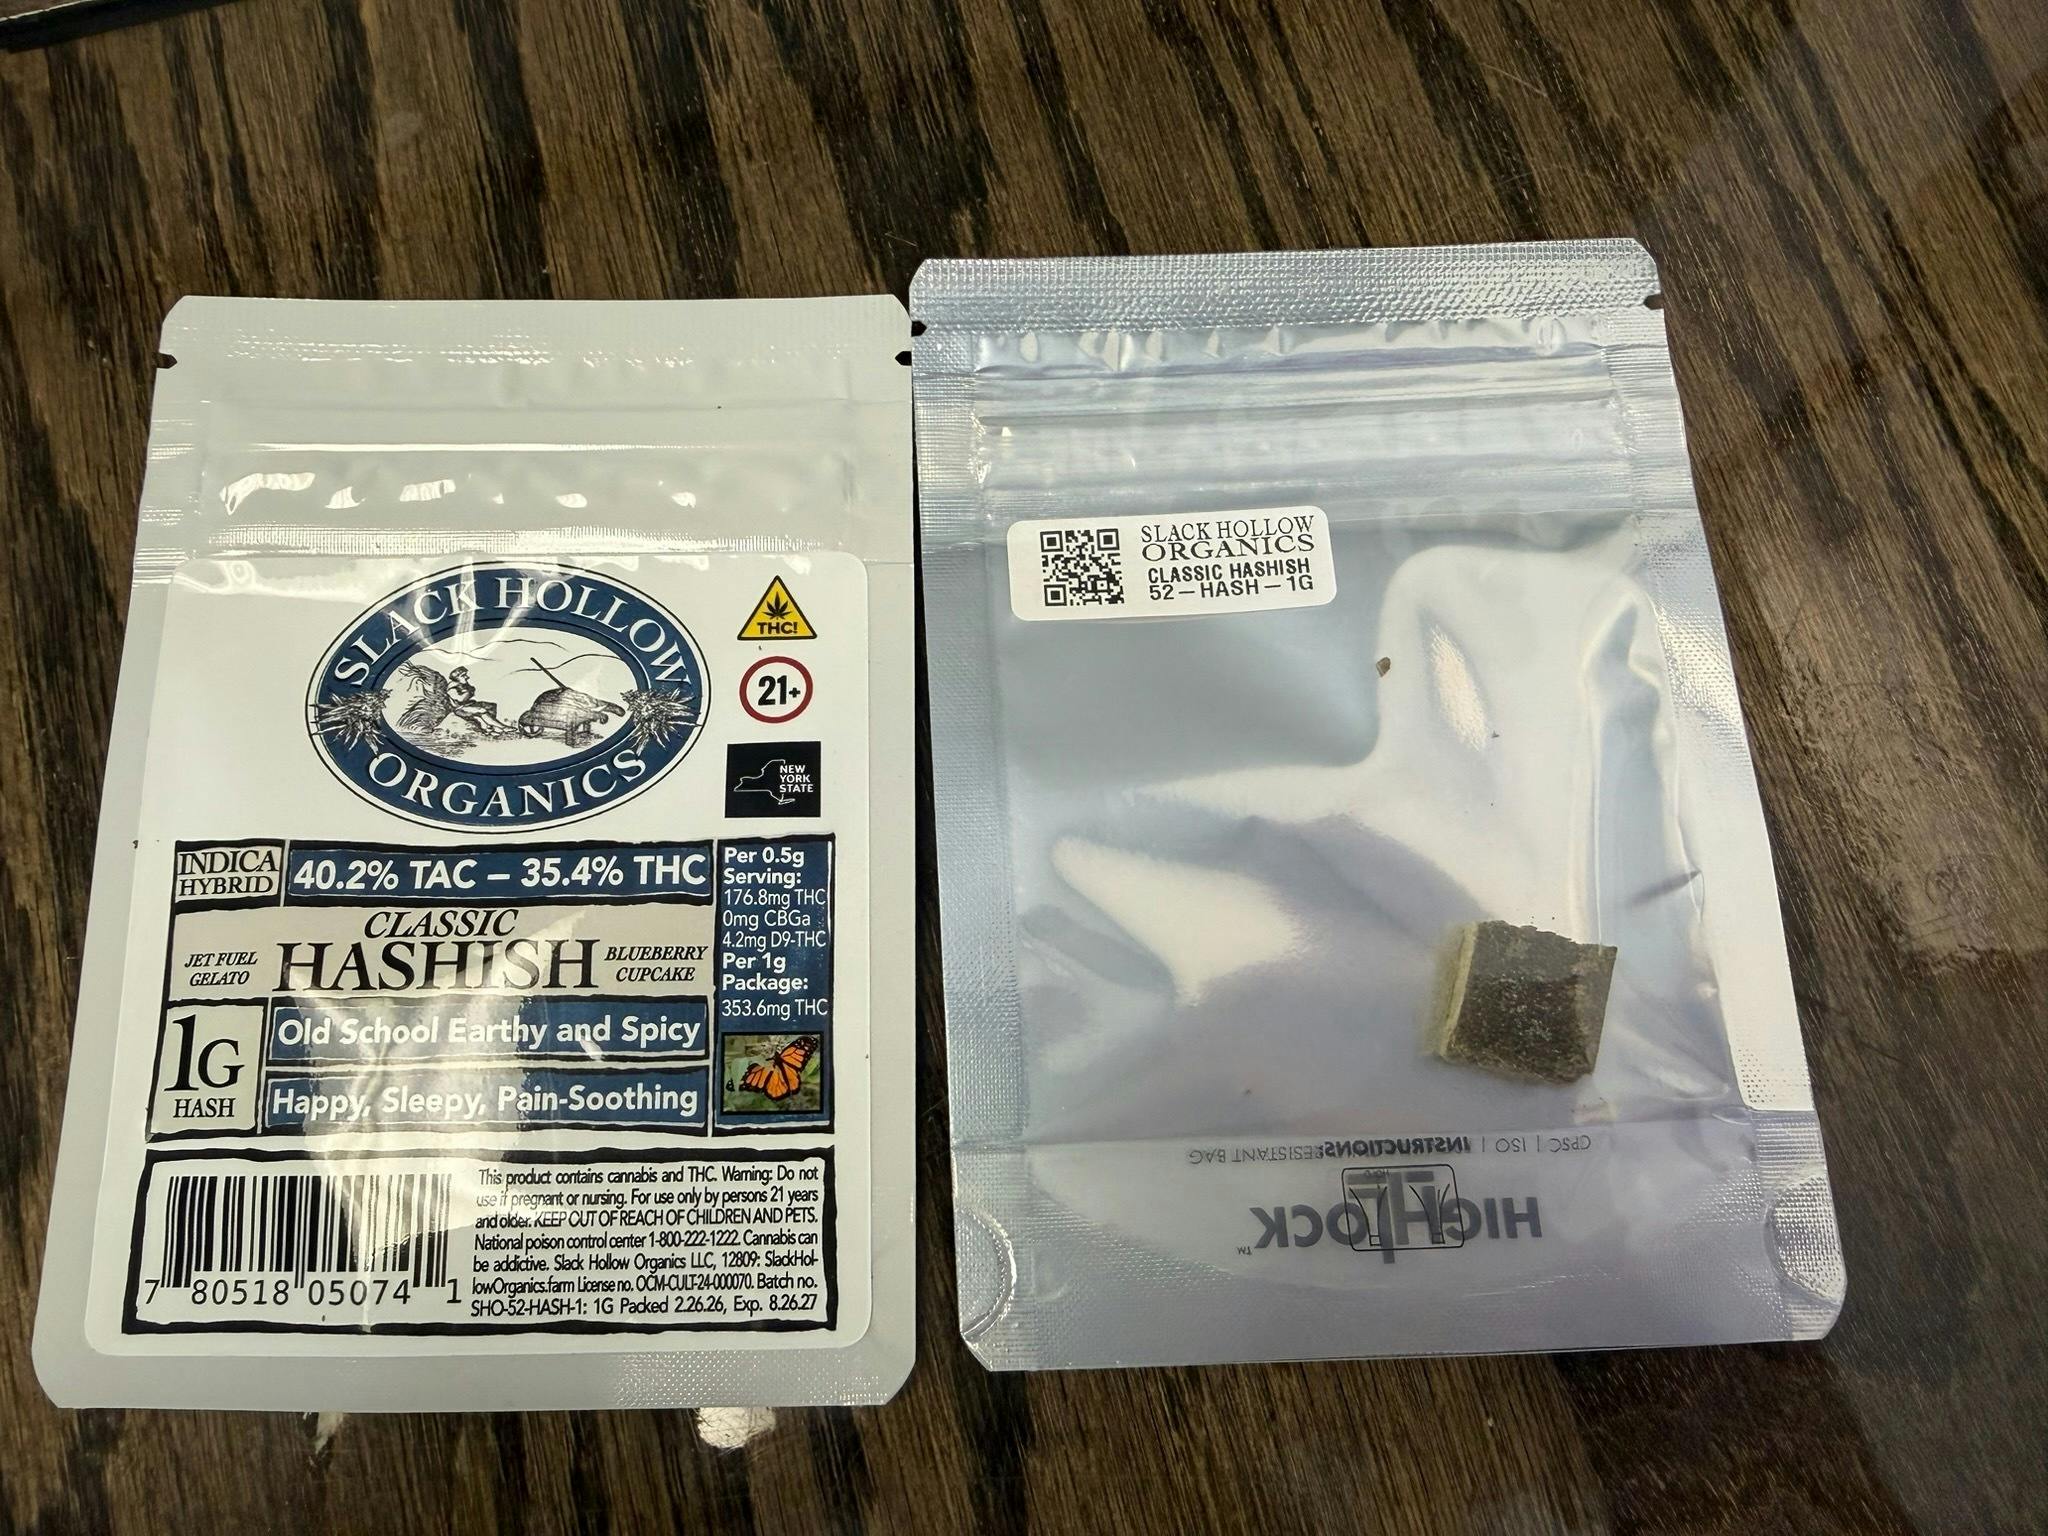 SLACK HOLLOW
ORGANICS
THC!
21+
NEW
YORK
STATE
INDICA
HYBRID
40.2% TAC – 35.4% THC
CLASSIC
HASHISH
JET FUEL
GELATO
BLUEBERRY
CUPCAKE
1G
HASH
Old School Earthy and Spicy
Happy, Sleepy, Pain-Soothing
Per 0.5g
Serving:
176.8mg THC
0mg CBGa
4.2mg D9-THC
Per 1g
Package:
353.6mg THC
This product contains cannabis and THC. Warning: Do not
use if pregnant or nursing. For use only by persons 21 years
and older. KEEP OUT OF REACH OF CHILDREN AND PETS.
National poison control center 1-800-222-1222. Cannabis can
be addictive. Slack Hollow Organics LLC, 12809: SlackHol-
lowOrganics.farm License no. OCM-CULT-24-000070. Batch no.
SHO-52-HASH-1: 1G Packed 2.26.26, Exp. 8.26.27
7 80518 05074 1
SLACK HOLLOW
ORGANICS
CLASSIC HASHISH
52-HASH-1G
CPSC | ISO | INSTRUCTIONS RESISTANT BAG
HIGH LOCK™